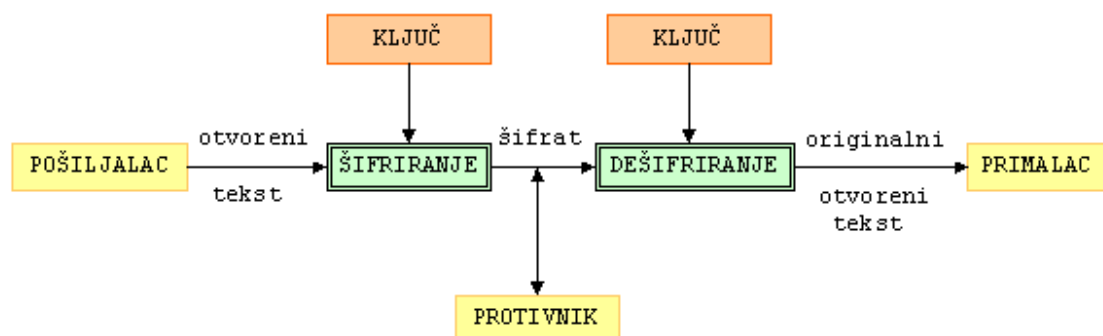 KLJUČ
KLJUČ
otvoreni
šifrat
originalni
POŠILJALAC
ŠIFRIRANJE
DEŠIFRIRANJE
PRIMALAC
tekst
otvoreni
tekst
PROTIVNIK